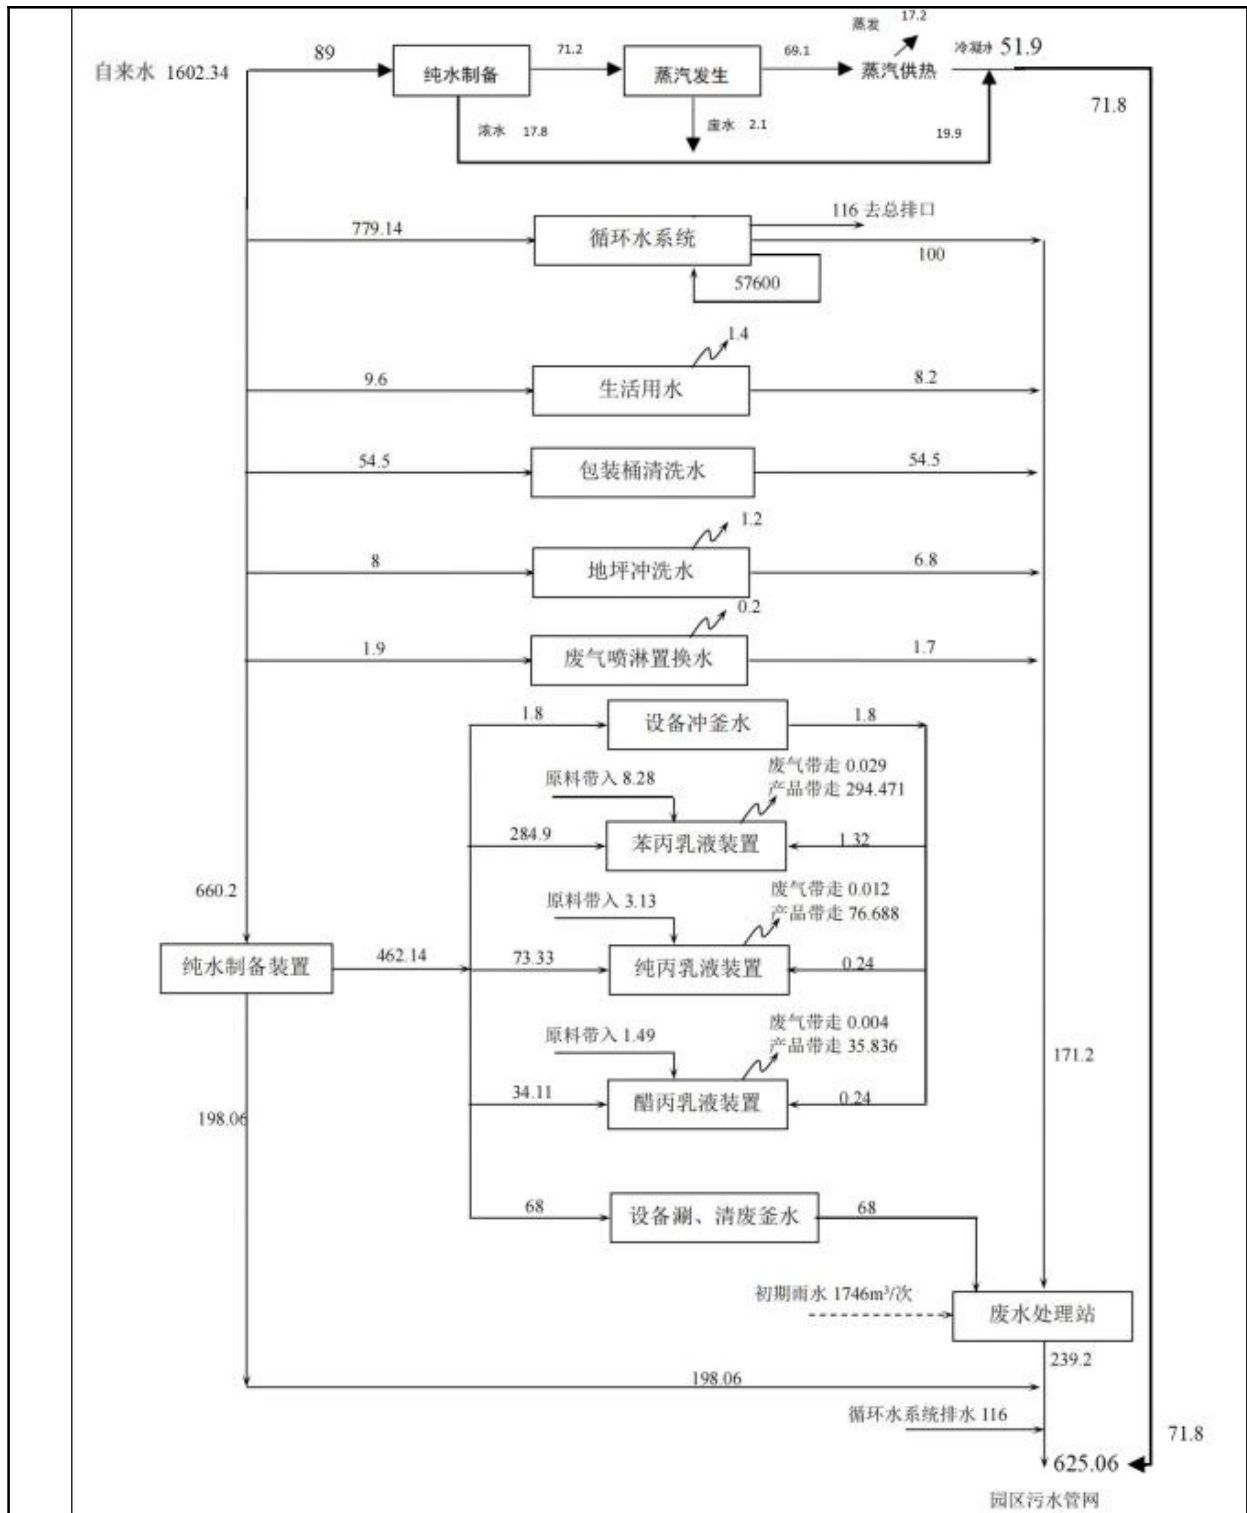 蒸发 17.2
自来水 1602.34
89
纯水制备
71.2
蒸汽发生
69.1
蒸汽供热
冷凝水 51.9
71.8
浓水 17.8
废水 2.1
19.9
779.14
循环水系统
116 去总排口
100
57600
9.6
生活用水
1.4
8.2
54.5
包装桶清洗水
54.5
8
地坪冲洗水
1.2
6.8
1.9
废气喷淋置换水
0.2
1.7
1.8
设备冲釜水
1.8
原料带入 8.28
废气带走 0.029
产品带走 294.471
284.9
苯丙乳液装置
1.32
660.2
原料带入 3.13
废气带走 0.012
产品带走 76.688
纯水制备装置
462.14
73.33
纯丙乳液装置
0.24
原料带入 1.49
废气带走 0.004
产品带走 35.836
171.2
198.06
34.11
醋丙乳液装置
0.24
68
设备涮、清废釜水
68
初期雨水 1746m³/次
废水处理站
239.2
198.06
循环水系统排水 116
71.8
625.06
园区污水管网